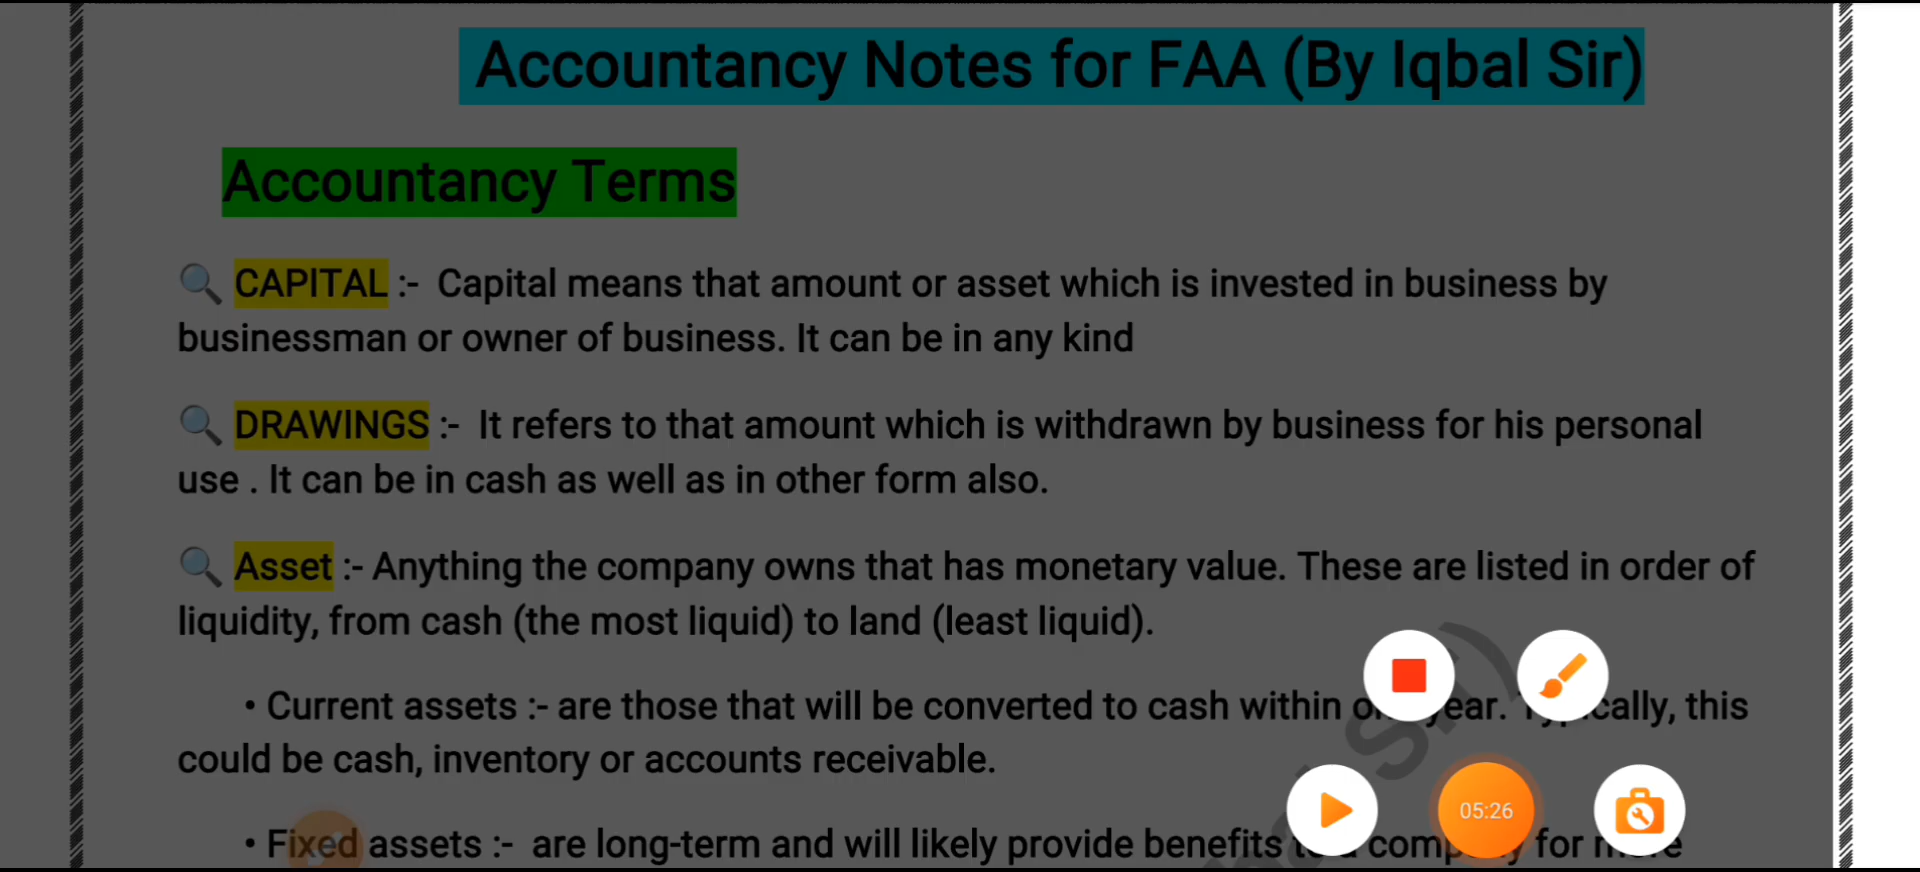 Accountancy Notes for FAA (By Iqbal Sir)
Accountancy Terms
CAPITAL :- Capital means that amount or asset which is invested in business by
businessman or owner of business. It can be in any kind
DRAWINGS :- It refers to that amount which is withdrawn by business for his personal
use . It can be in cash as well as in other form also.
Asset :- Anything the company owns that has monetary value. These are listed in order of
liquidity, from cash (the most liquid) to land (least liquid).
• Current assets :- are those that will be converted to cash within year. this
could be cash, inventory or accounts receivable.
• Fixed assets :- are long-term and will likely provide benefits for
05:26